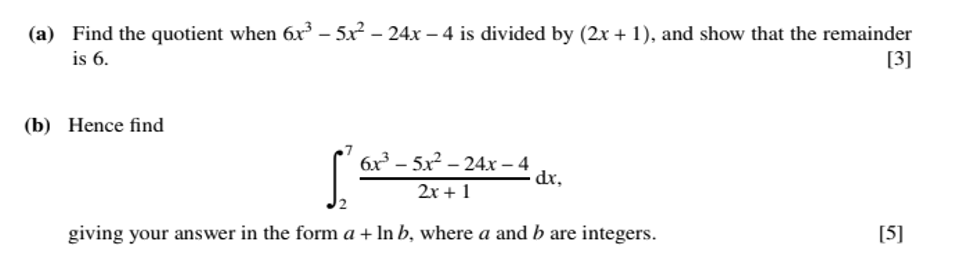 (a) Find the quotient when 6x³ – 5x² – 24x – 4 is divided by (2x + 1), and show that the remainder
is 6. [3]
(b) Hence find
∫₂⁷ (6x³ – 5x² – 24x – 4)/(2x + 1) dx,
giving your answer in the form a + ln b, where a and b are integers. [5]